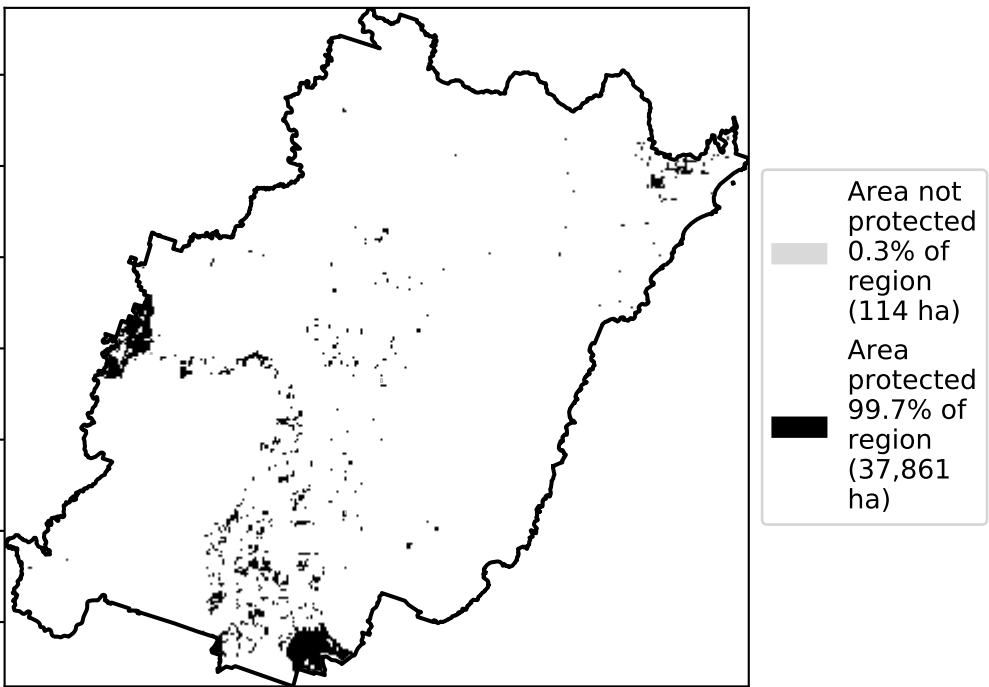 Area not
protected
0.3% of
region
(114 ha)
Area
protected
99.7% of
region
(37,861
ha)